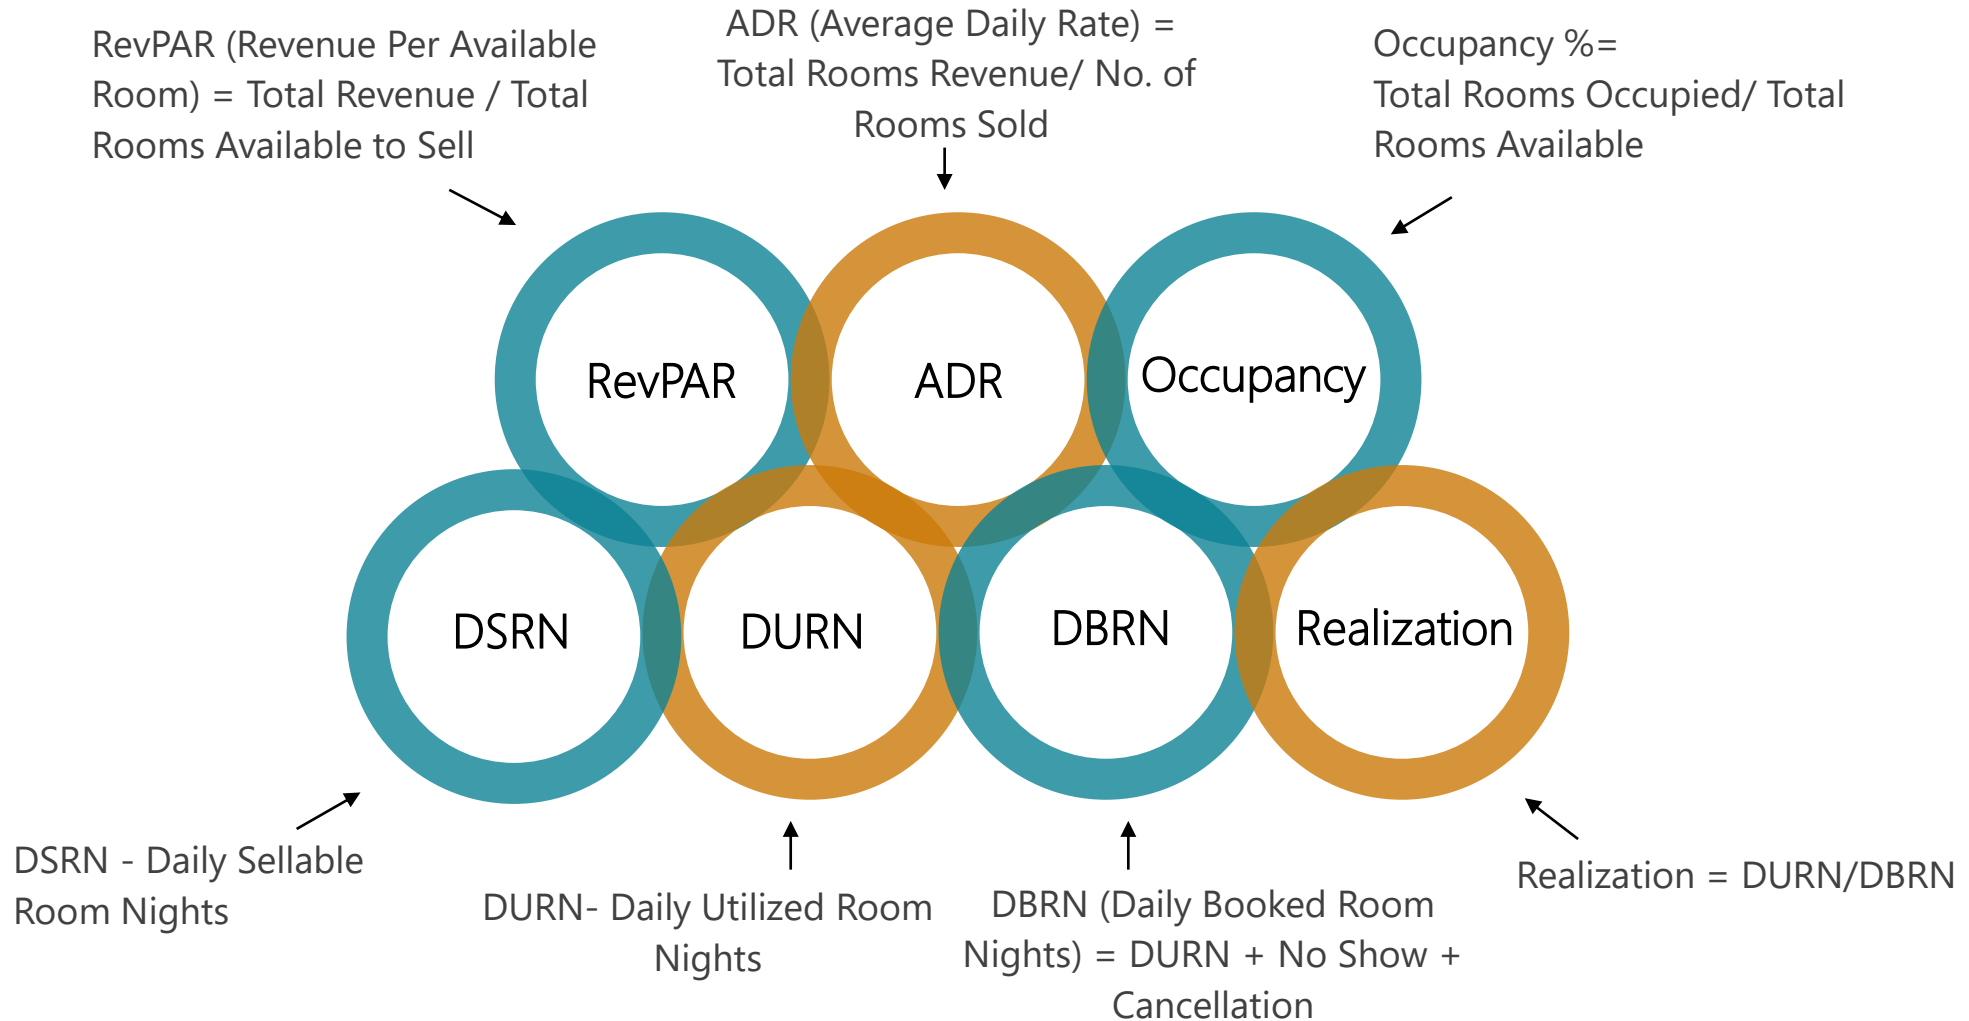 RevPAR (Revenue Per Available
Room) = Total Revenue / Total
Rooms Available to Sell
ADR (Average Daily Rate) =
Total Rooms Revenue/ No. of
Rooms Sold
Occupancy %=
Total Rooms Occupied/ Total
Rooms Available
RevPAR
ADR
Occupancy
DSRN
DURN
DBRN
Realization
DSRN - Daily Sellable
Room Nights
DURN- Daily Utilized Room
Nights
DBRN (Daily Booked Room
Nights) = DURN + No Show +
Cancellation
Realization = DURN/DBRN